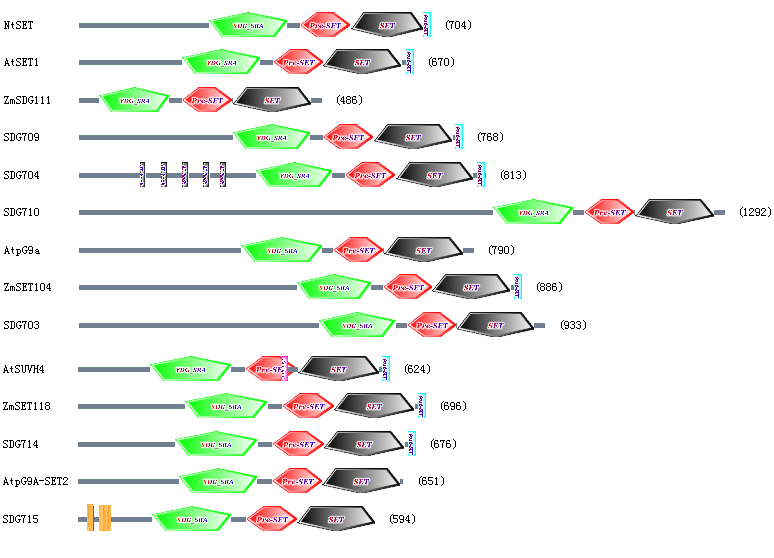 NtSET YDG_SRA Pre-SET SET Post-SET (704)
AtSET1 YDG_SRA Pre-SET SET Post-SET (670)
ZmSDG111 YDG_SRA Pre-SET SET (486)
SDG709 YDG_SRA Pre-SET SET Post-SET (768)
SDG704 YDG_SRA Pre-SET SET Post-SET (813)
SDG710 YDG_SRA Pre-SET SET (1292)
AtpG9a YDG_SRA Pre-SET SET (790)
ZmSET104 YDG_SRA Pre-SET SET Post-SET (886)
SDG703 YDG_SRA Pre-SET SET (933)
AtSUVH4 YDG_SRA Pre-SET SET Post-SET (624)
ZmSET118 YDG_SRA Pre-SET SET Post-SET (696)
SDG714 YDG_SRA Pre-SET SET Post-SET (676)
AtpG9A-SET2 YDG_SRA Pre-SET SET (651)
SDG715 YDG_SRA Pre-SET SET (594)